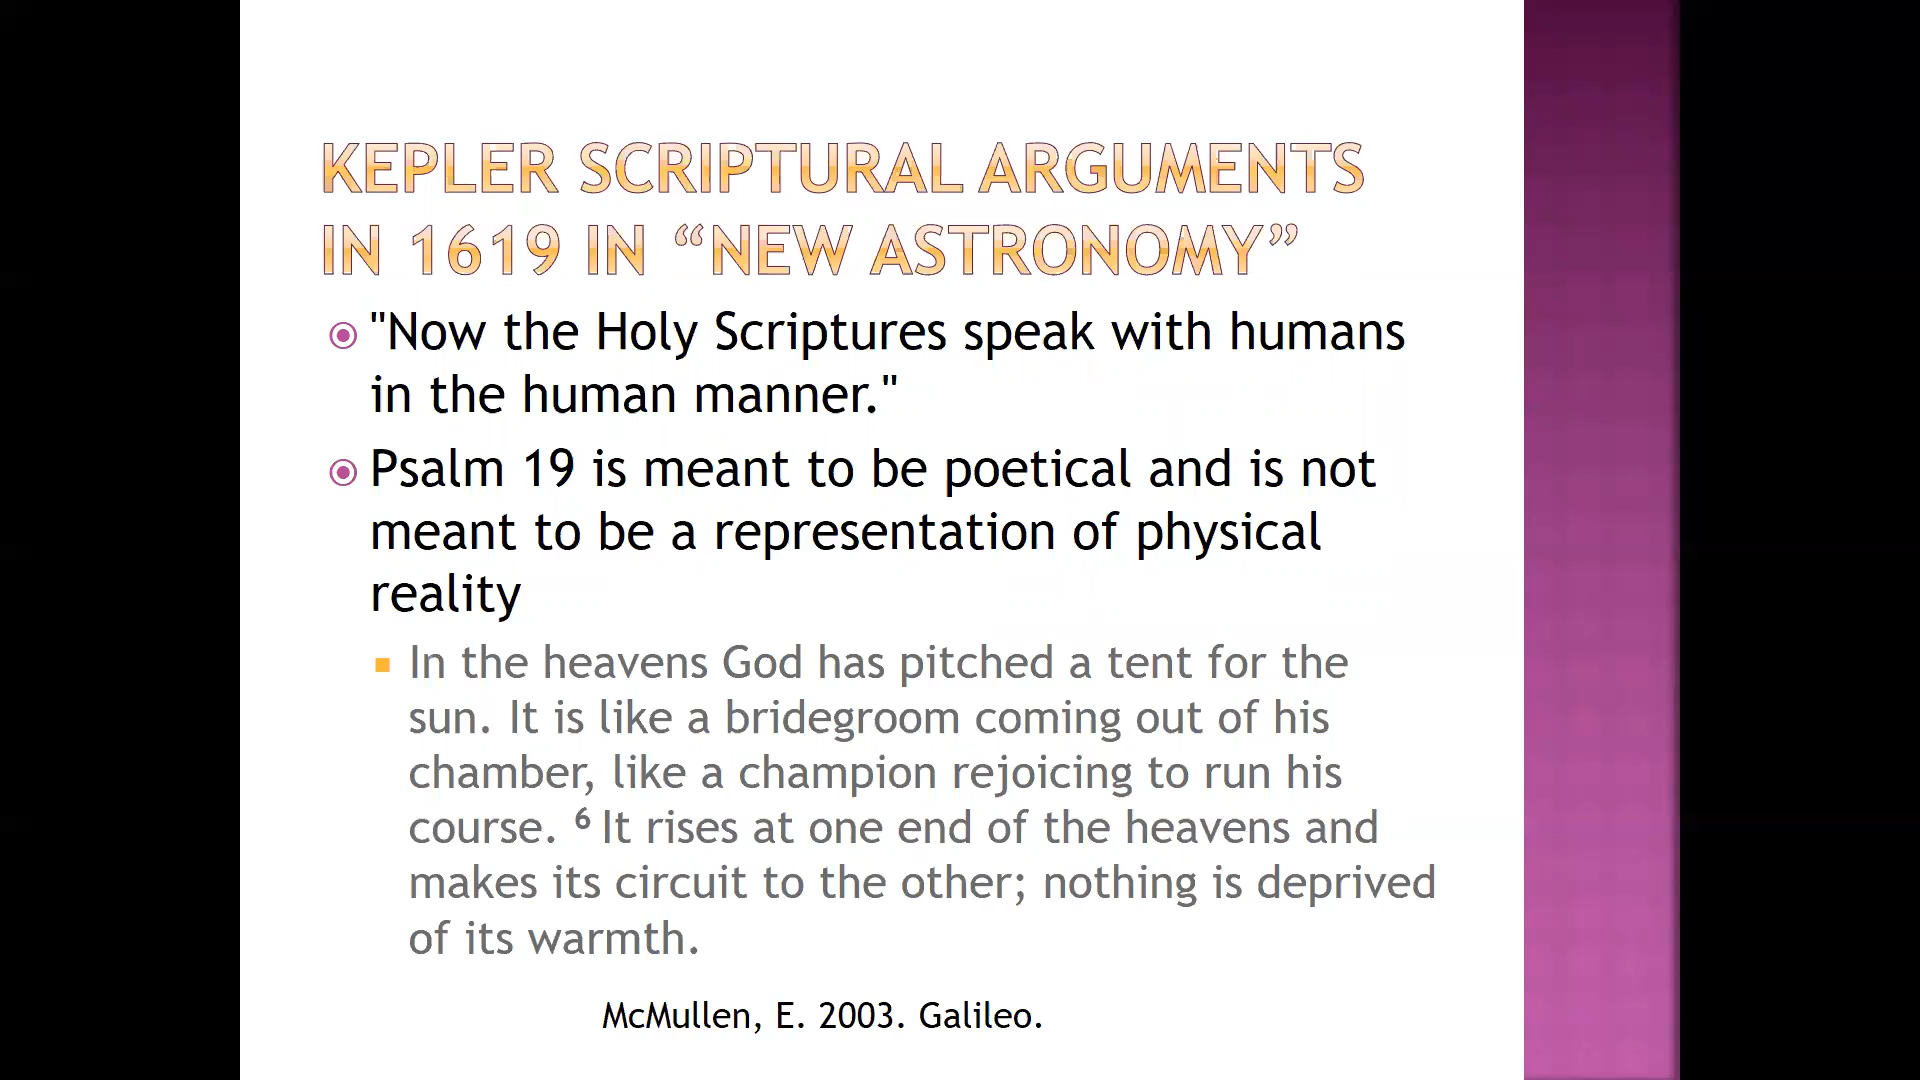 KEPLER SCRIPTURAL ARGUMENTS
IN 1619 IN “NEW ASTRONOMY”
"Now the Holy Scriptures speak with humans
in the human manner."
Psalm 19 is meant to be poetical and is not
meant to be a representation of physical
reality
In the heavens God has pitched a tent for the
sun. It is like a bridegroom coming out of his
chamber, like a champion rejoicing to run his
course. ⁶ It rises at one end of the heavens and
makes its circuit to the other; nothing is deprived
of its warmth.
McMullen, E. 2003. Galileo.